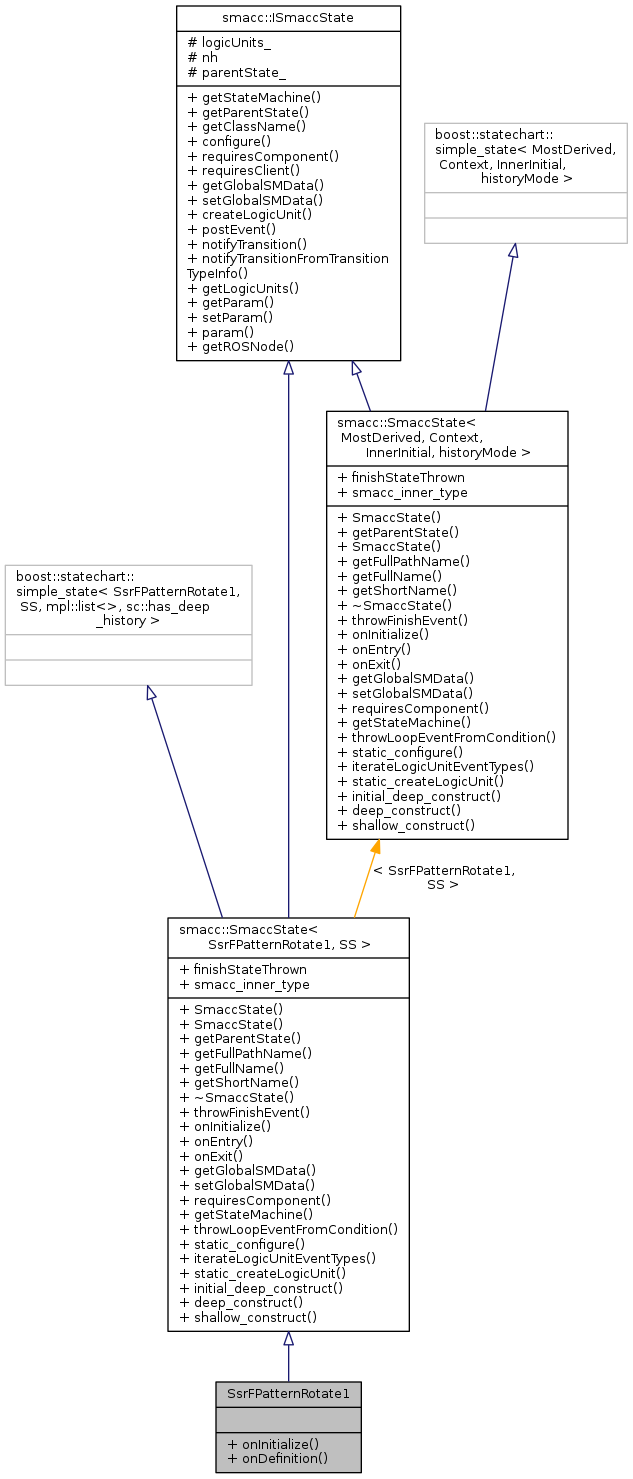 smacc::ISmaccState
# logicUnits_
# nh
# parentState_
+ getStateMachine()
+ getParentState()
+ getClassName()
+ configure()
+ requiresComponent()
+ requiresClient()
+ getGlobalSMData()
+ setGlobalSMData()
+ createLogicUnit()
+ postEvent()
+ notifyTransition()
+ notifyTransitionFromTransition
TypeInfo()
+ getLogicUnits()
+ getParam()
+ setParam()
+ param()
+ getROSNode()
boost::statechart::
simple_state< MostDerived,
Context, InnerInitial,
historyMode >
smacc::SmaccState<
MostDerived, Context,
InnerInitial, historyMode >
+ finishStateThrown
+ smacc_inner_type
+ SmaccState()
+ getParentState()
+ SmaccState()
+ getFullPathName()
+ getFullName()
+ getShortName()
+ ~SmaccState()
+ throwFinishEvent()
+ onInitialize()
+ onEntry()
+ onExit()
+ getGlobalSMData()
+ setGlobalSMData()
+ requiresComponent()
+ getStateMachine()
+ throwLoopEventFromCondition()
+ static_configure()
+ iterateLogicUnitEventTypes()
+ static_createLogicUnit()
+ initial_deep_construct()
+ deep_construct()
+ shallow_construct()
boost::statechart::
simple_state< SsrFPatternRotate1,
SS, mpl::list<>, sc::has_deep
_history >
< SsrFPatternRotate1,
SS >
smacc::SmaccState<
SsrFPatternRotate1, SS >
+ finishStateThrown
+ smacc_inner_type
+ SmaccState()
+ SmaccState()
+ getParentState()
+ getFullPathName()
+ getFullName()
+ getShortName()
+ ~SmaccState()
+ throwFinishEvent()
+ onInitialize()
+ onEntry()
+ onExit()
+ getGlobalSMData()
+ setGlobalSMData()
+ requiresComponent()
+ getStateMachine()
+ throwLoopEventFromCondition()
+ static_configure()
+ iterateLogicUnitEventTypes()
+ static_createLogicUnit()
+ initial_deep_construct()
+ deep_construct()
+ shallow_construct()
SsrFPatternRotate1
+ onInitialize()
+ onDefinition()